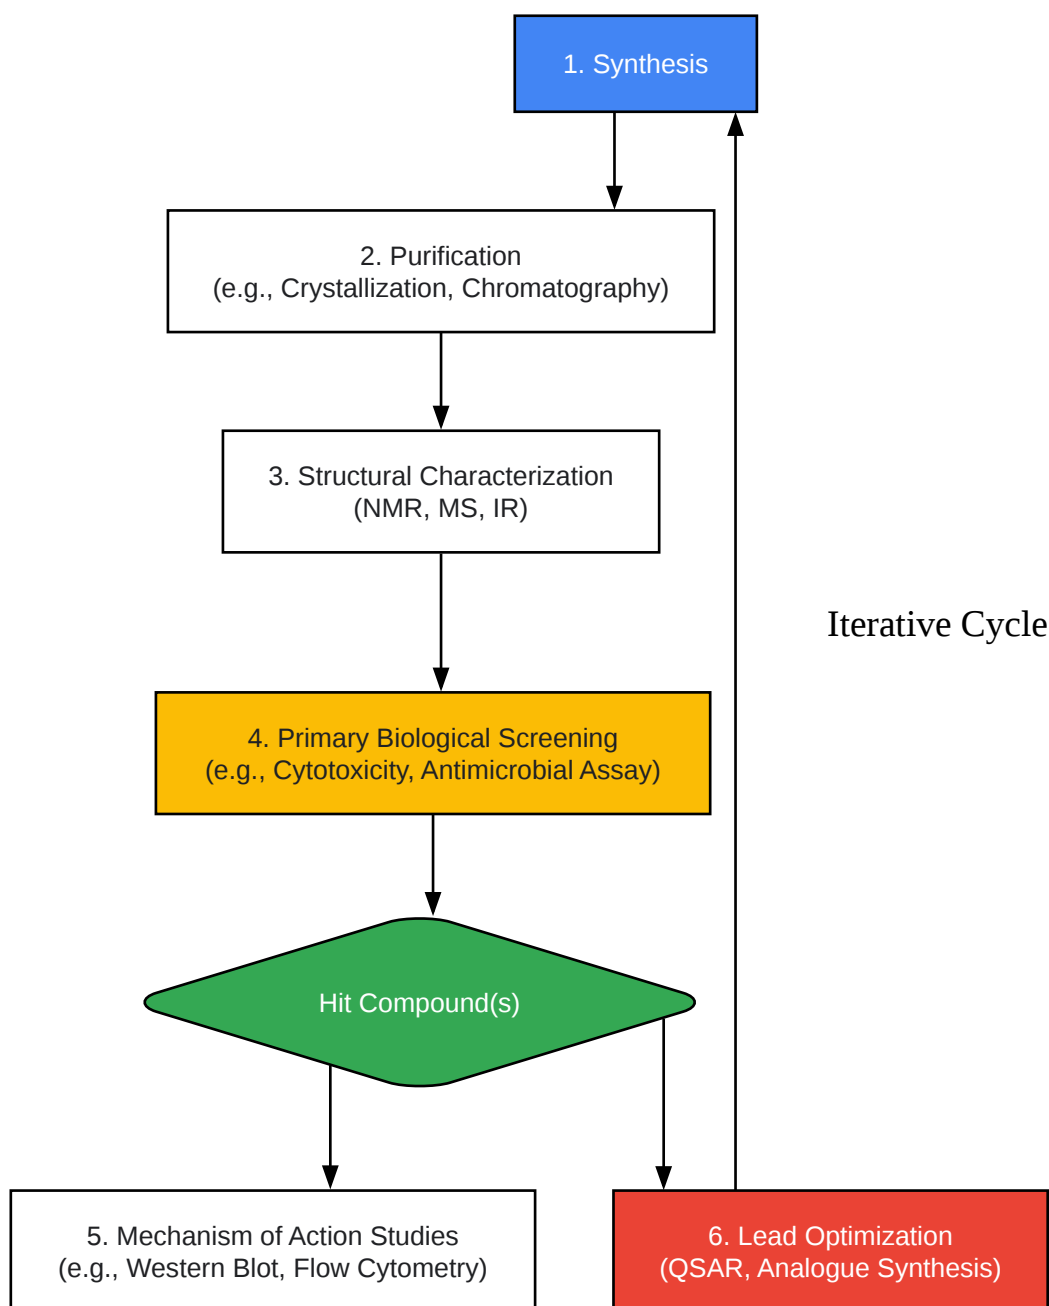 1. Synthesis
2. Purification
(e.g., Crystallization, Chromatography)
3. Structural Characterization
(NMR, MS, IR)
Iterative Cycle
4. Primary Biological Screening
(e.g., Cytotoxicity, Antimicrobial Assay)
Hit Compound(s)
5. Mechanism of Action Studies
(e.g., Western Blot, Flow Cytometry)
6. Lead Optimization
(QSAR, Analogue Synthesis)